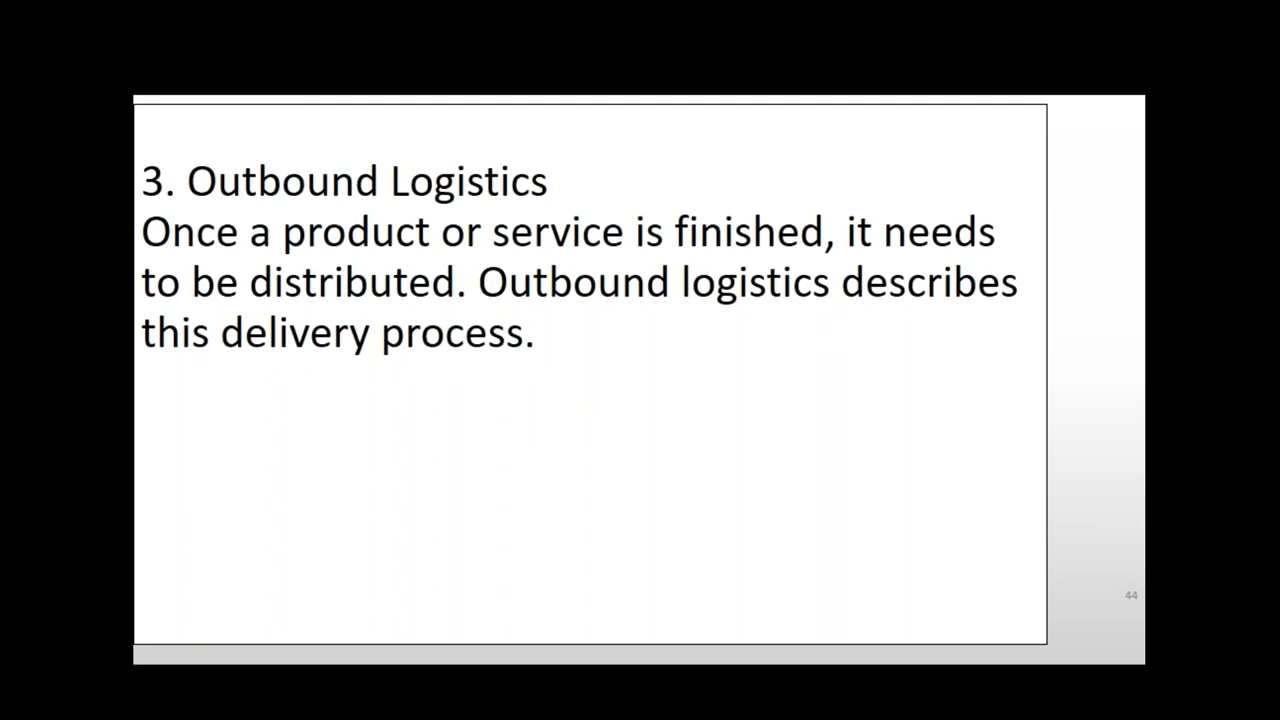 3. Outbound Logistics
Once a product or service is finished, it needs
to be distributed. Outbound logistics describes
this delivery process.
44